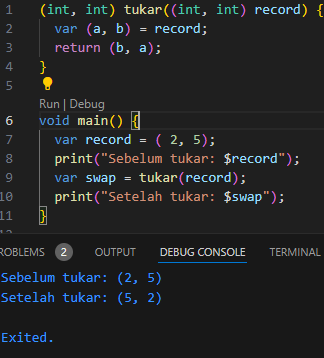 1 (int, int) tukar((int, int) record) {
2 var (a, b) = record;
3 return (b, a);
4 }
5
Run | Debug
6 void main() {
7 var record = ( 2, 5);
8 print("Sebelum tukar: $record");
9 var swap = tukar(record);
10 print("Setelah tukar: $swap");
11 }
ROBLEMS 2 OUTPUT DEBUG CONSOLE TERMINAL
Sebelum tukar: (2, 5)
Setelah tukar: (5, 2)
Exited.